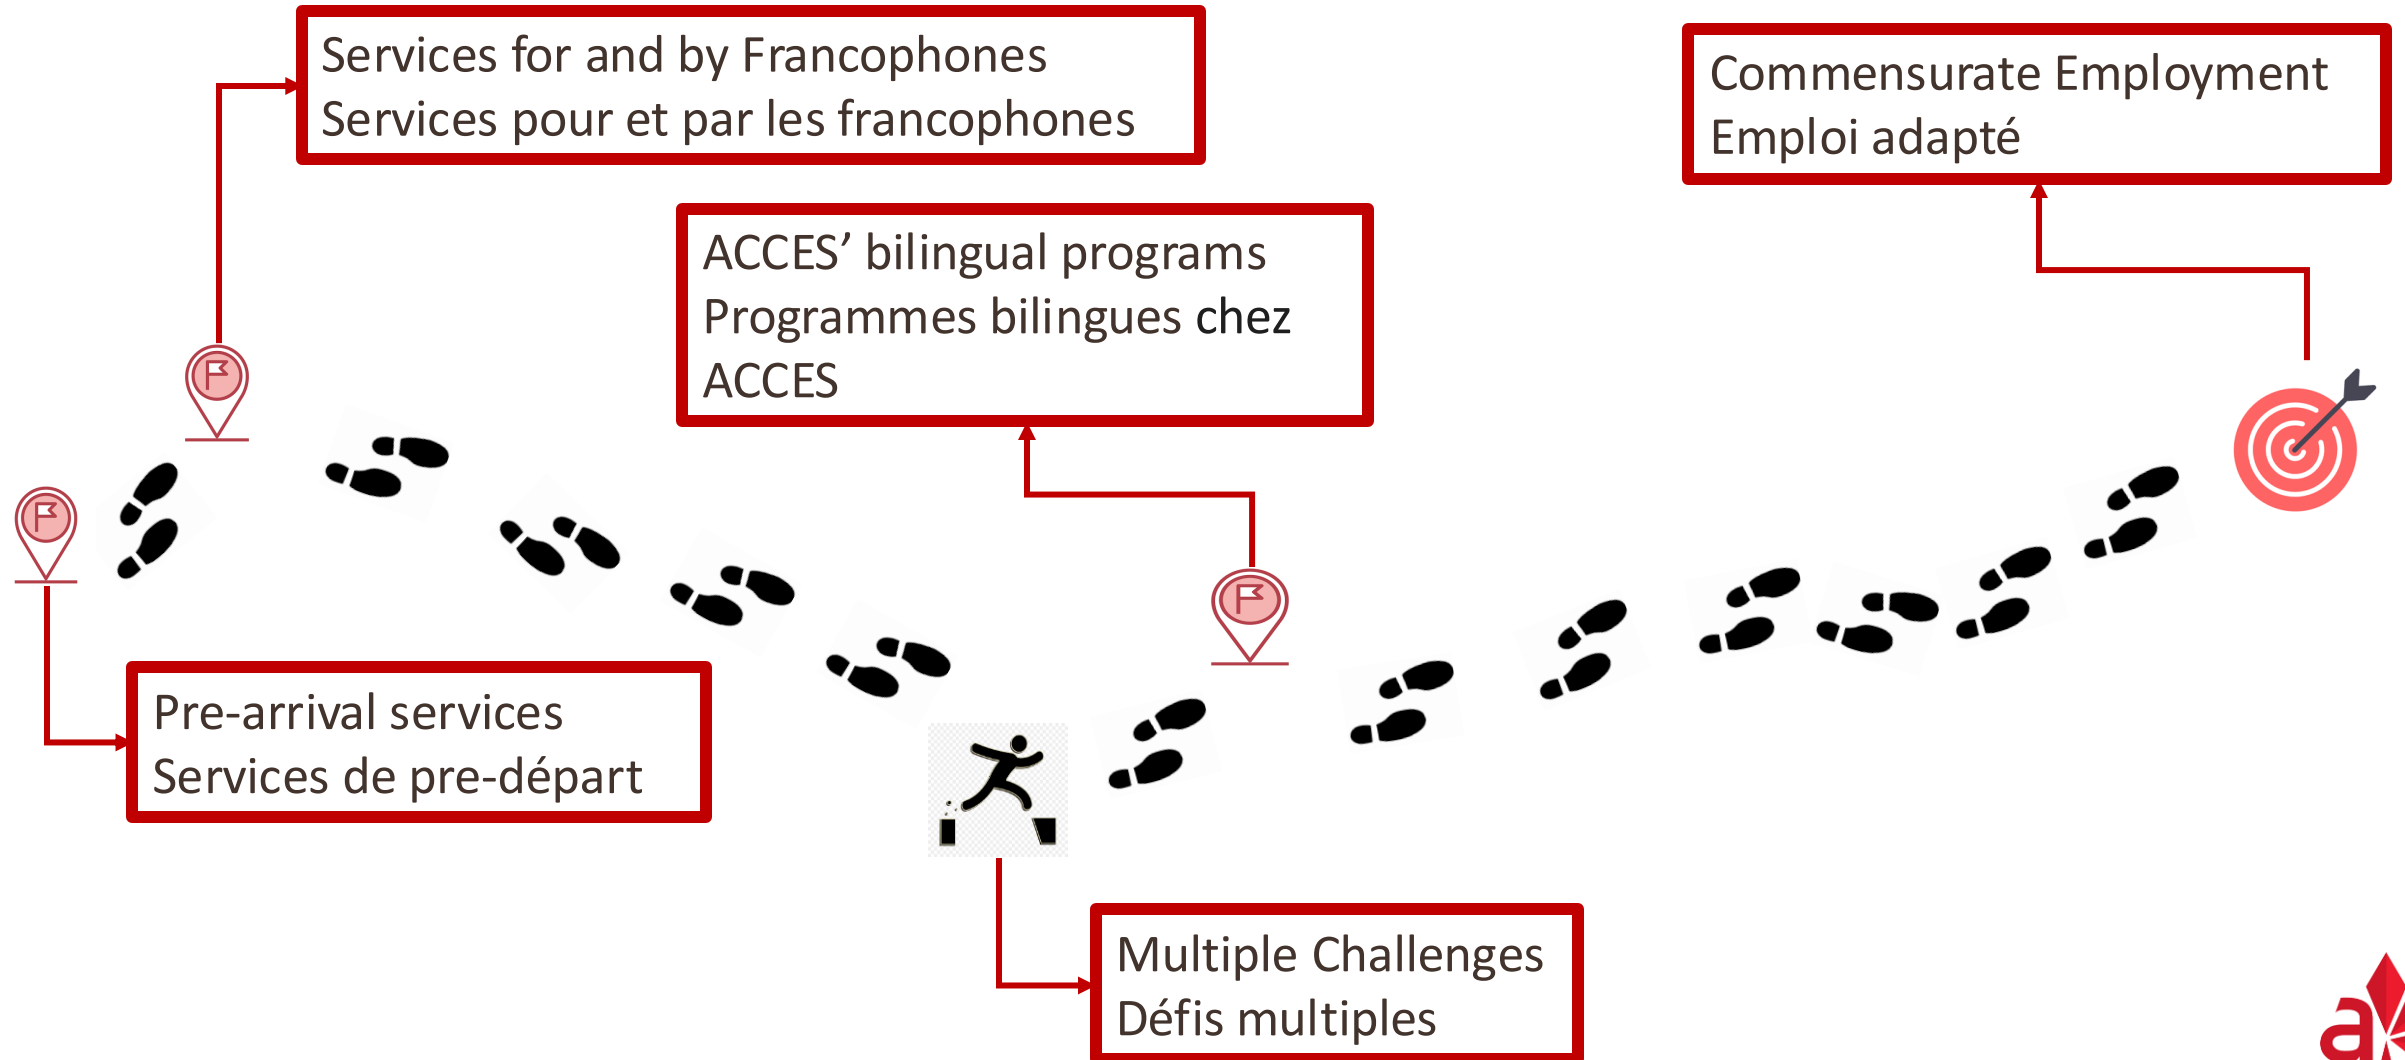 Services for and by Francophones
Services pour et par les francophones
Commensurate Employment
Emploi adapté
ACCES’ bilingual programs
Programmes bilingues chez
ACCES
Pre-arrival services
Services de pre-départ
Multiple Challenges
Défis multiples
a